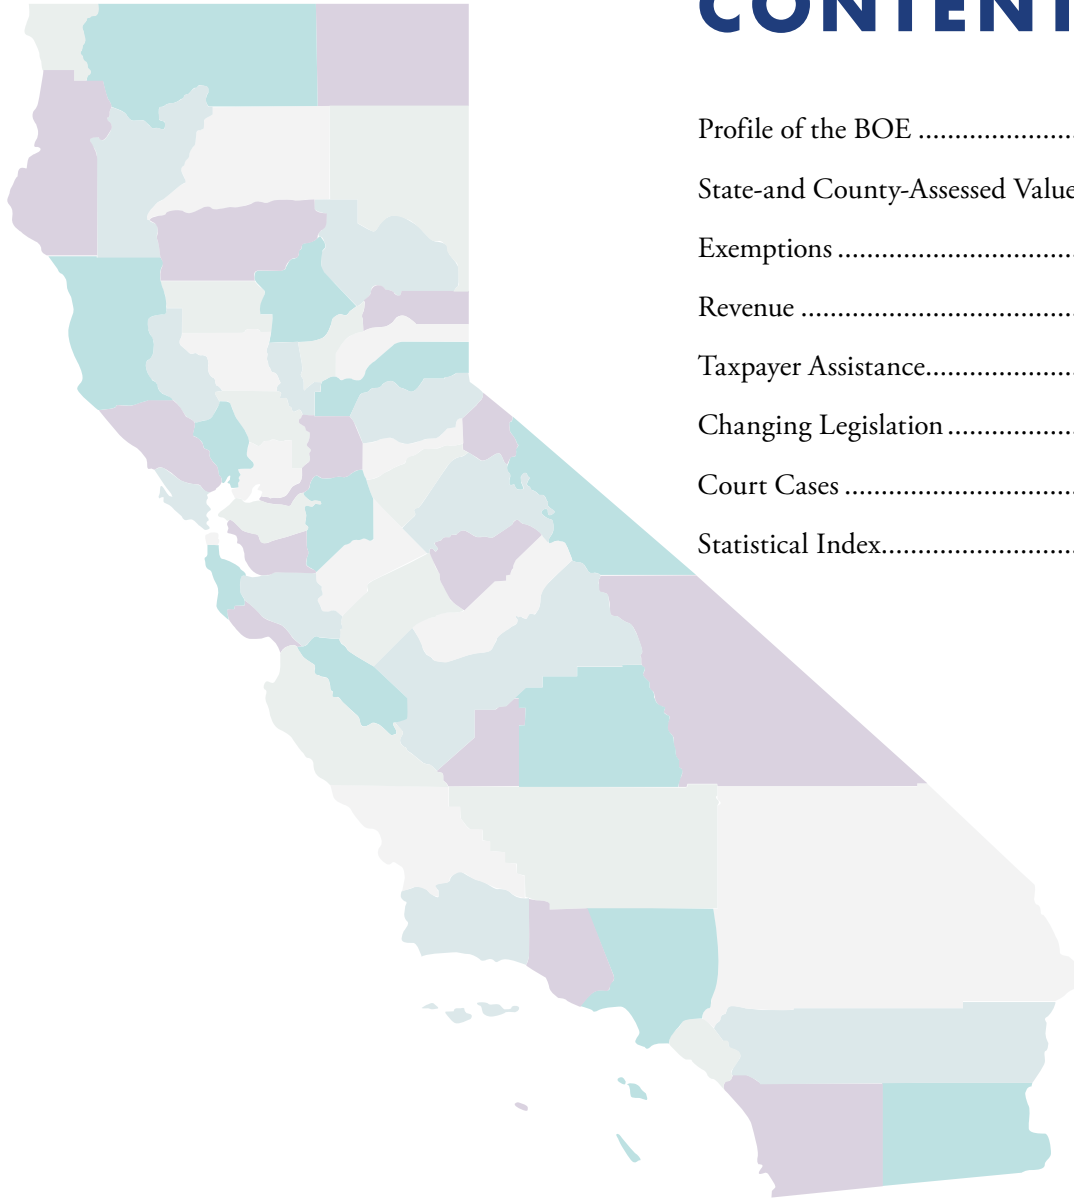 CONTENT
Profile of the BOE ......................
State-and County-Assessed Value
Exemptions .................................
Revenue ......................................
Taxpayer Assistance.....................
Changing Legislation ..................
Court Cases ................................
Statistical Index...........................